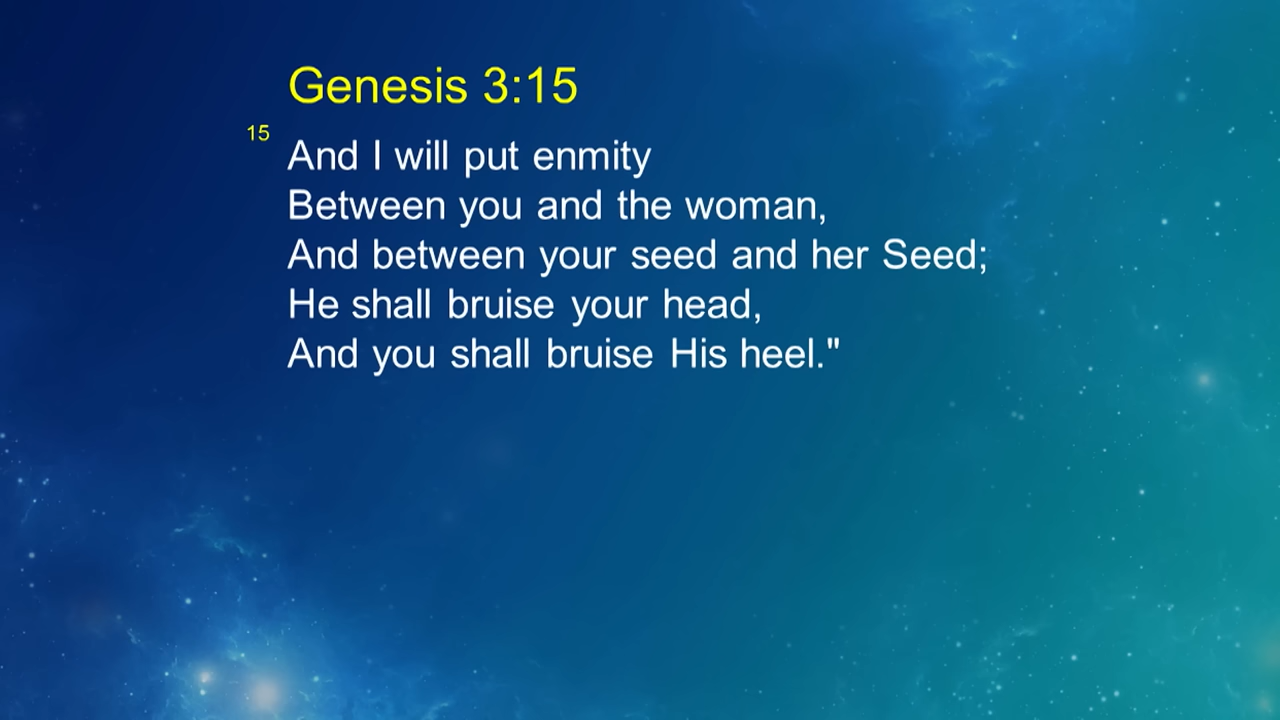 Genesis 3:15
15 And I will put enmity
Between you and the woman,
And between your seed and her Seed;
He shall bruise your head,
And you shall bruise His heel."